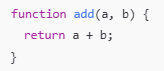 function add(a, b) {
  return a + b;
}